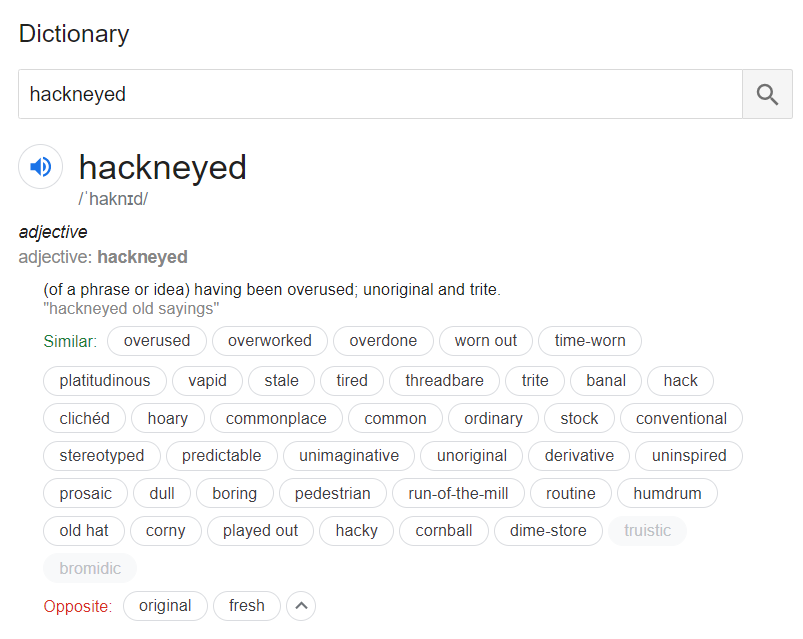 Dictionary
hackneyed
hackneyed
/ˈhaknɪd/
adjective
adjective: hackneyed
(of a phrase or idea) having been overused; unoriginal and trite.
"hackneyed old sayings"
Similar: overused overworked overdone worn out time-worn
platitudinous vapid stale tired threadbare trite banal hack
clichéd hoary commonplace common ordinary stock conventional
stereotyped predictable unimaginative unoriginal derivative uninspired
prosaic dull boring pedestrian run-of-the-mill routine humdrum
old hat corny played out hacky cornball dime-store truistic
bromidic
Opposite: original fresh